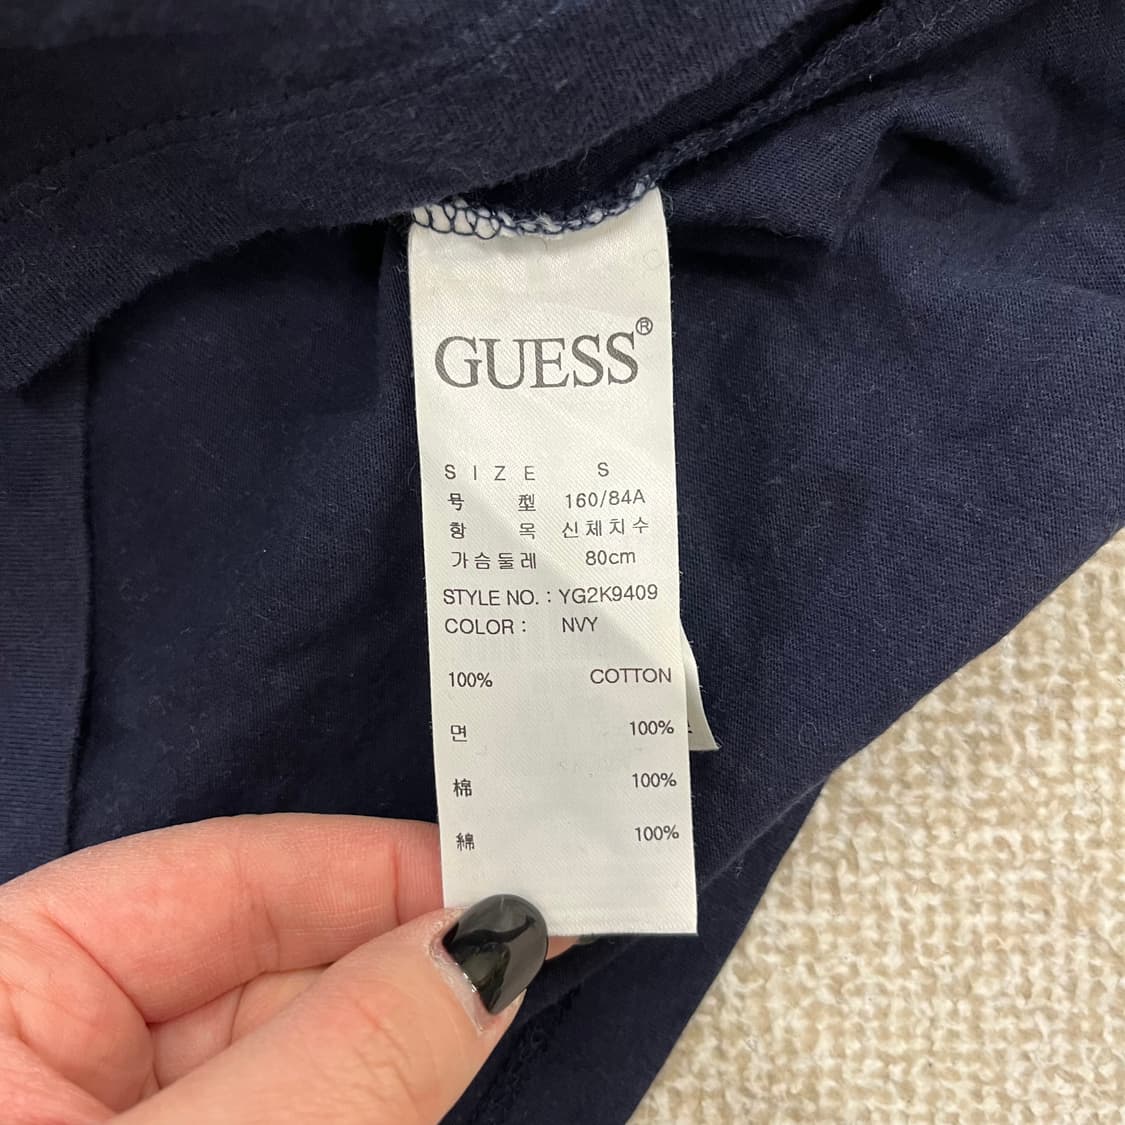 GUESS®
SIZE S
号型 160/84A
항목 신체치수
가슴둘레 80cm
STYLE NO.: YG2K9409
COLOR: NVY
100% COTTON
면 100%
棉 100%
綿 100%